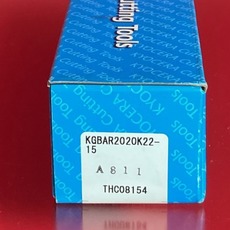 Cutting Tools
KYOCERA Cutting Tools
KGBAR2020K22-
15
A811
THC08154